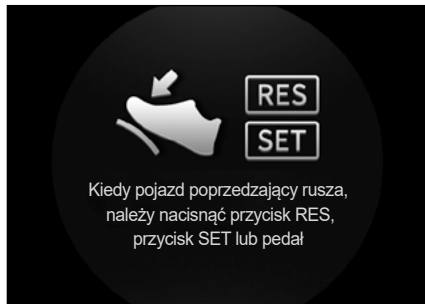 RES
SET
Kiedy pojazd poprzedzający rusza,
należy nacisnąć przycisk RES,
przycisk SET lub pedał